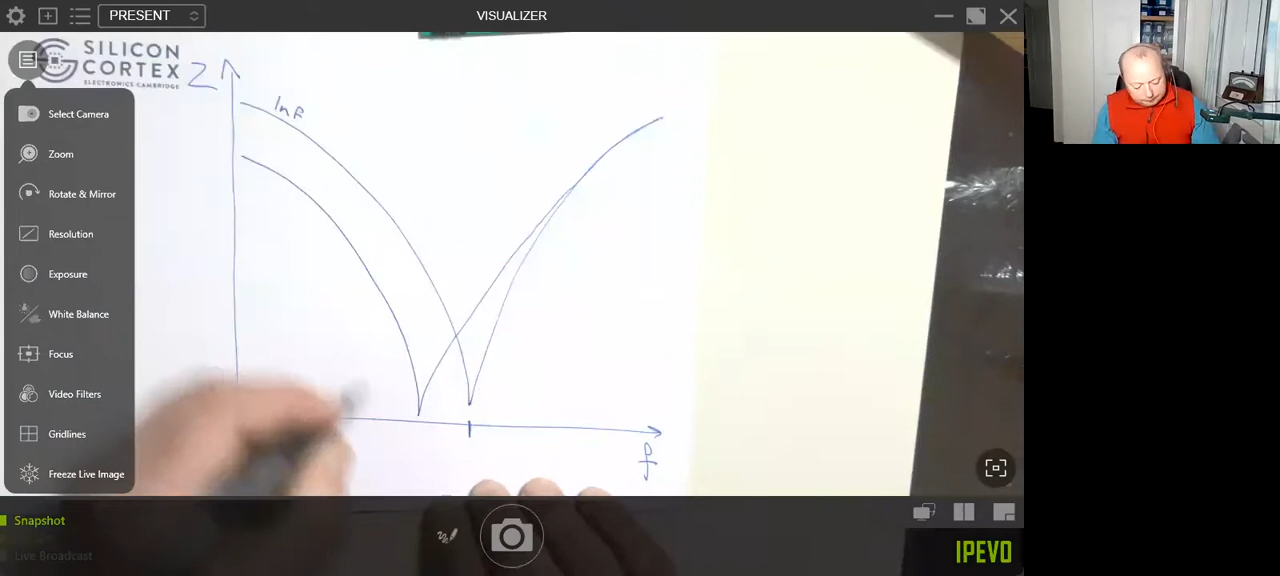 PRESENT
VISUALIZER
SILICON
CORTEX
ELECTRONICS CAMBRIDGE
Z
1nF
Select Camera
Zoom
Rotate & Mirror
Resolution
Exposure
White Balance
Focus
Video Filters
Gridlines
Freeze Live Image
f
Snapshot
Live Broadcast
IPEVO